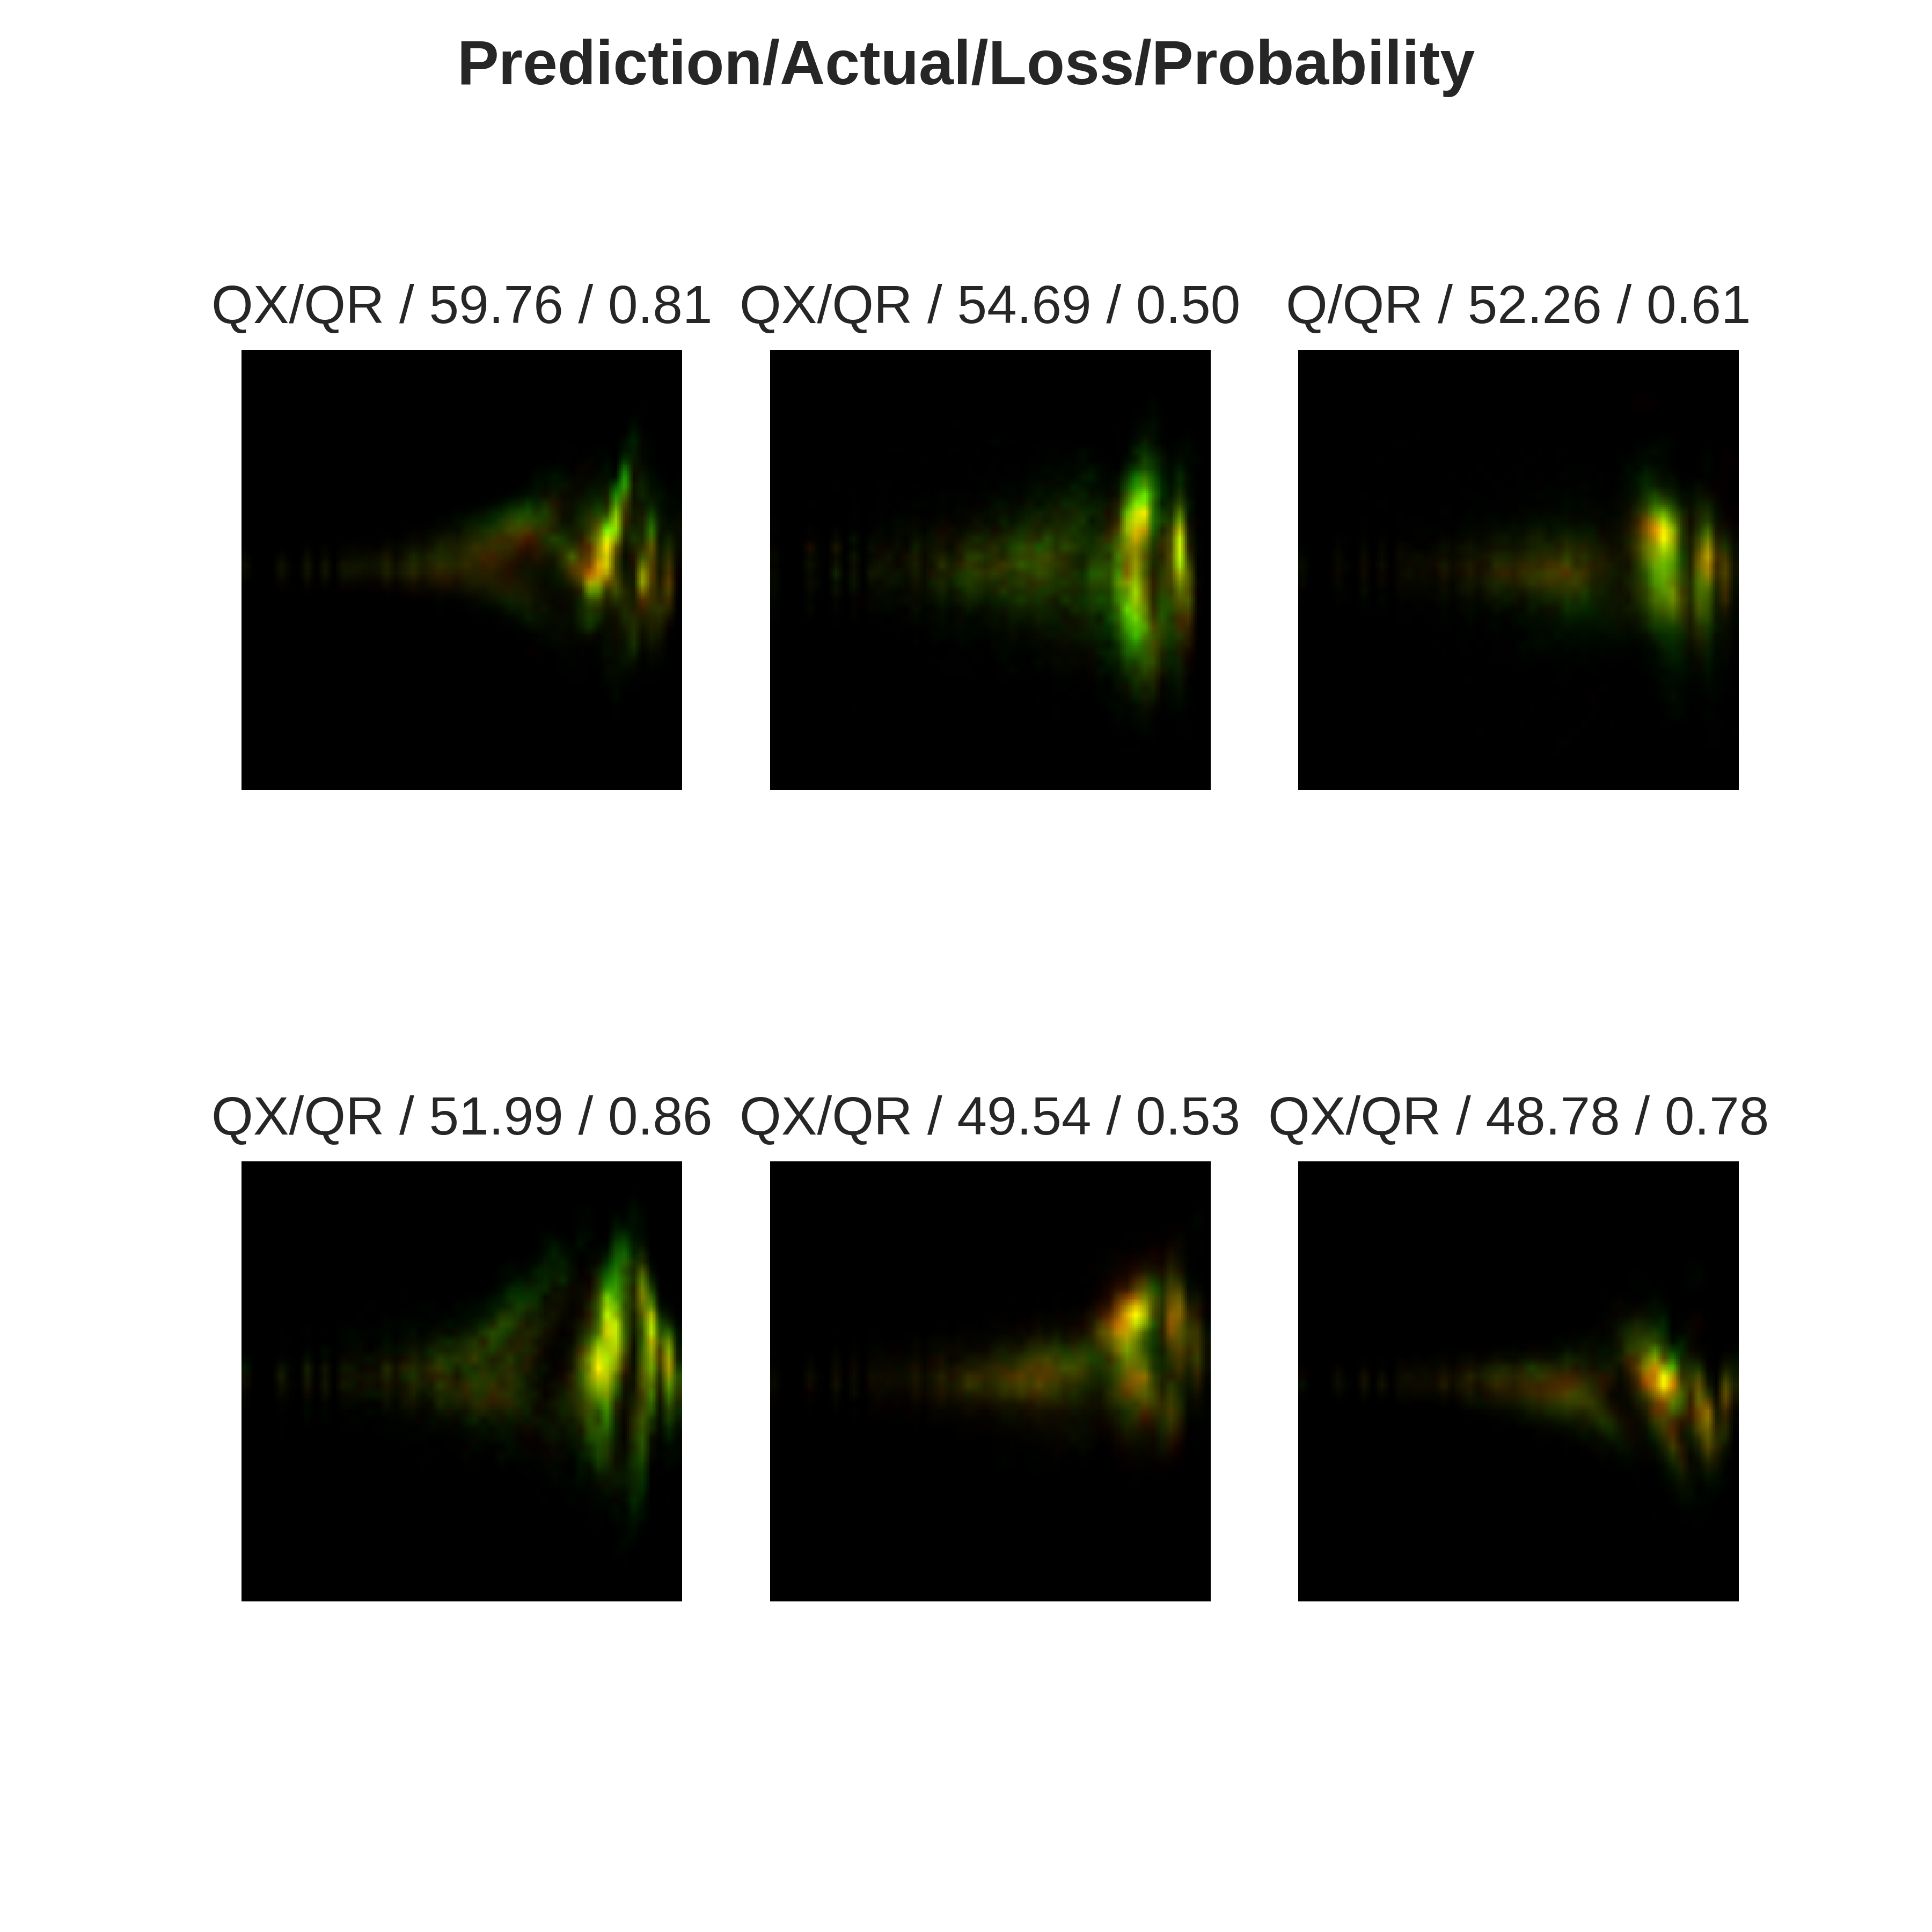 Prediction/Actual/Loss/Probability
QX/QR / 59.76 / 0.81
QX/QR / 54.69 / 0.50
Q/QR / 52.26 / 0.61
QX/QR / 51.99 / 0.86
QX/QR / 49.54 / 0.53
QX/QR / 48.78 / 0.78